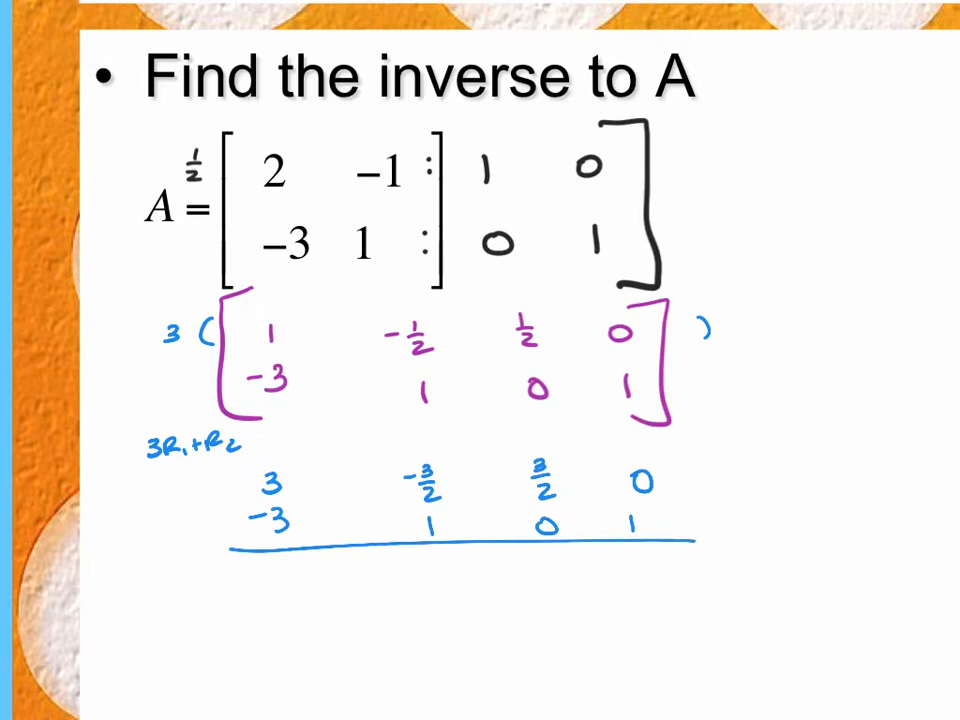 • Find the inverse to A
½ 2 −1 : 1 0
A =
−3 1 : 0 1
3 ( 1 -½ ½ 0 )
-3 1 0 1
3R₁+R₂
3 -3/2 3/2 0
-3 1 0 1